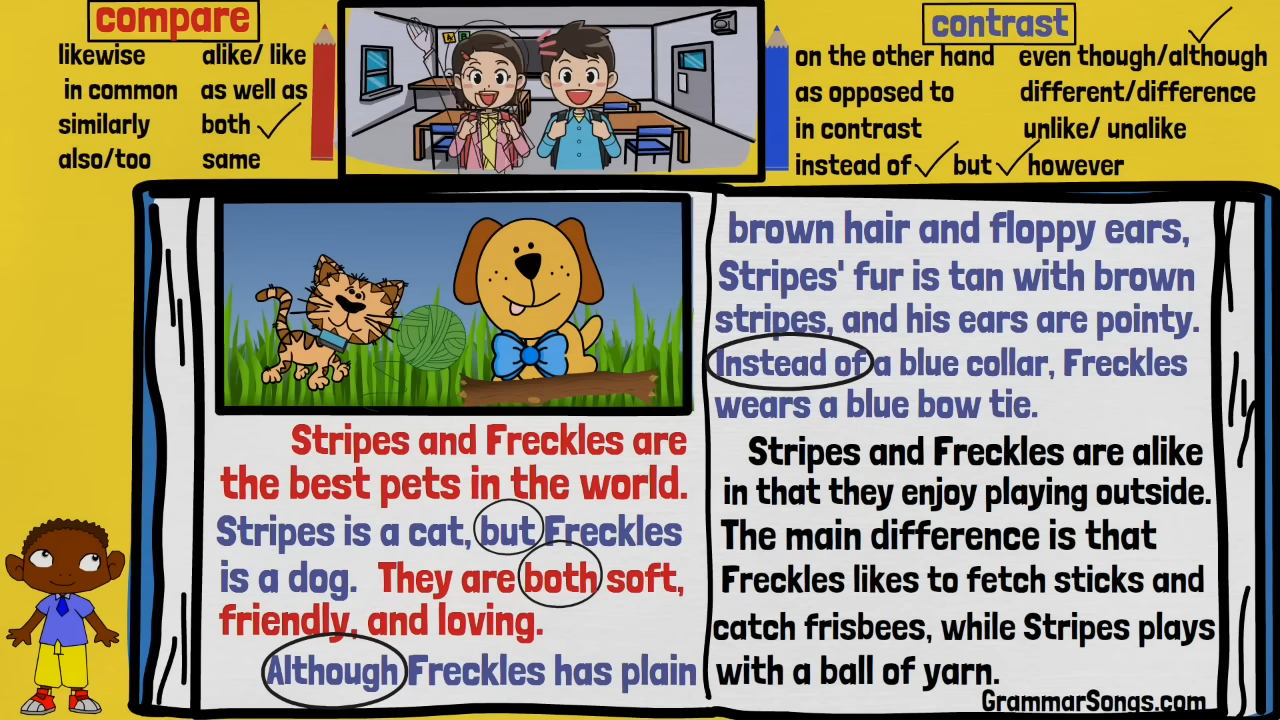 compare
likewise
alike/ like
in common
as well as
similarly
both
also/too
same
contrast
on the other hand
even though/although
as opposed to
different/difference
in contrast
unlike/ unalike
instead of
but
however
A B
Stripes and Freckles are
the best pets in the world.
Stripes is a cat, but Freckles
is a dog. They are both soft,
friendly, and loving.
Although Freckles has plain
brown hair and floppy ears,
Stripes' fur is tan with brown
stripes, and his ears are pointy.
Instead of a blue collar, Freckles
wears a blue bow tie.
Stripes and Freckles are alike
in that they enjoy playing outside.
The main difference is that
Freckles likes to fetch sticks and
catch frisbees, while Stripes plays
with a ball of yarn.
GrammarSongs.com